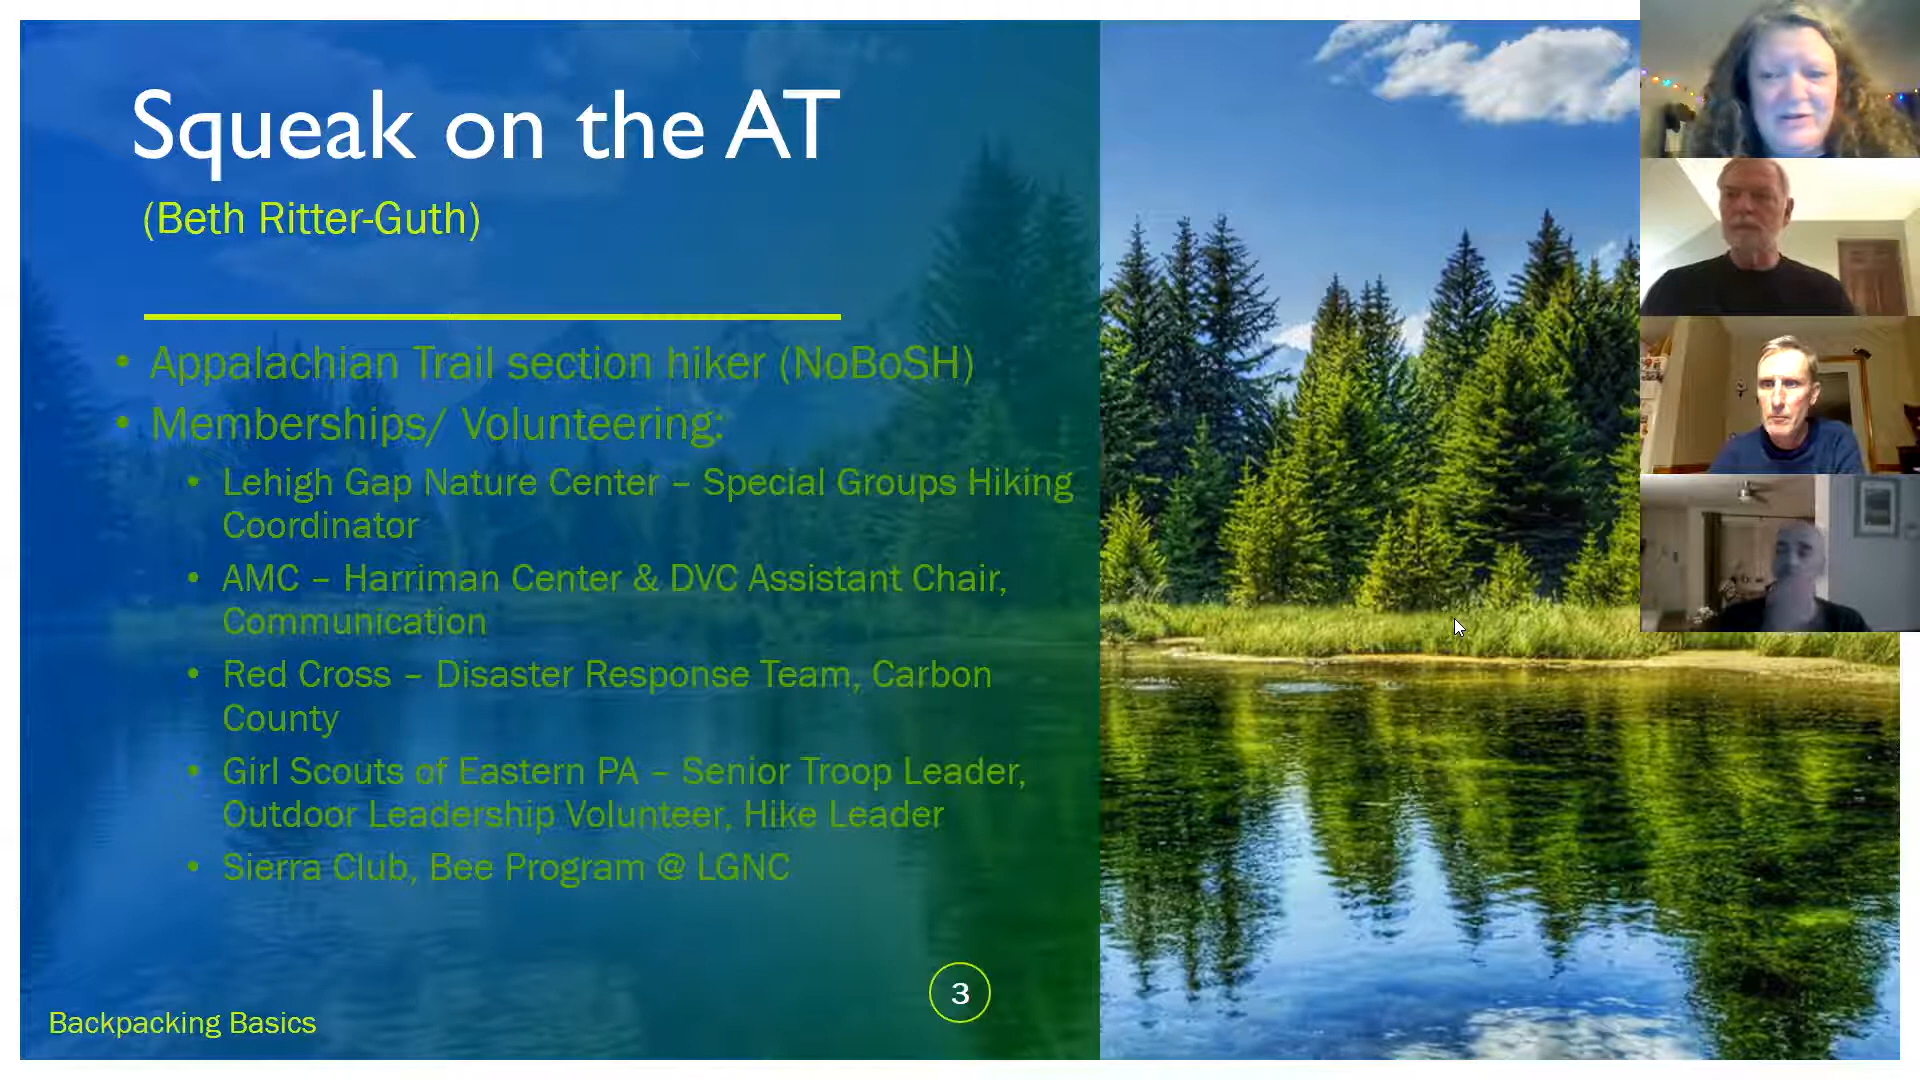 Squeak on the AT
(Beth Ritter-Guth)
• Appalachian Trail section hiker (NoBoSH)
• Memberships/ Volunteering:
• Lehigh Gap Nature Center – Special Groups Hiking
Coordinator
• AMC – Harriman Center & DVC Assistant Chair,
Communication
• Red Cross – Disaster Response Team, Carbon
County
• Girl Scouts of Eastern PA – Senior Troop Leader,
Outdoor Leadership Volunteer, Hike Leader
• Sierra Club, Bee Program @ LGNC
3
Backpacking Basics